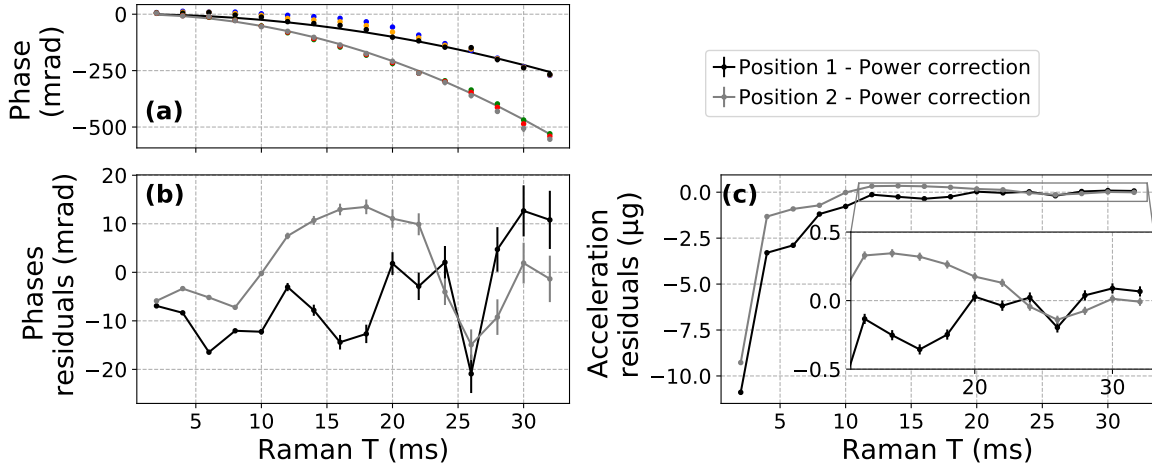 0
−250
−500
Phase
(mrad)
(a)
Position 1 - Power correction
Position 2 - Power correction
20
10
0
−10
−20
Phases
residuals (mrad)
(b)
5
10
15
20
25
30
Raman T (ms)
0.0
−2.5
−5.0
−7.5
−10.0
Acceleration
residuals (µg)
(c)
0.5
0.0
−0.5
20
30
5
10
15
20
25
30
Raman T (ms)